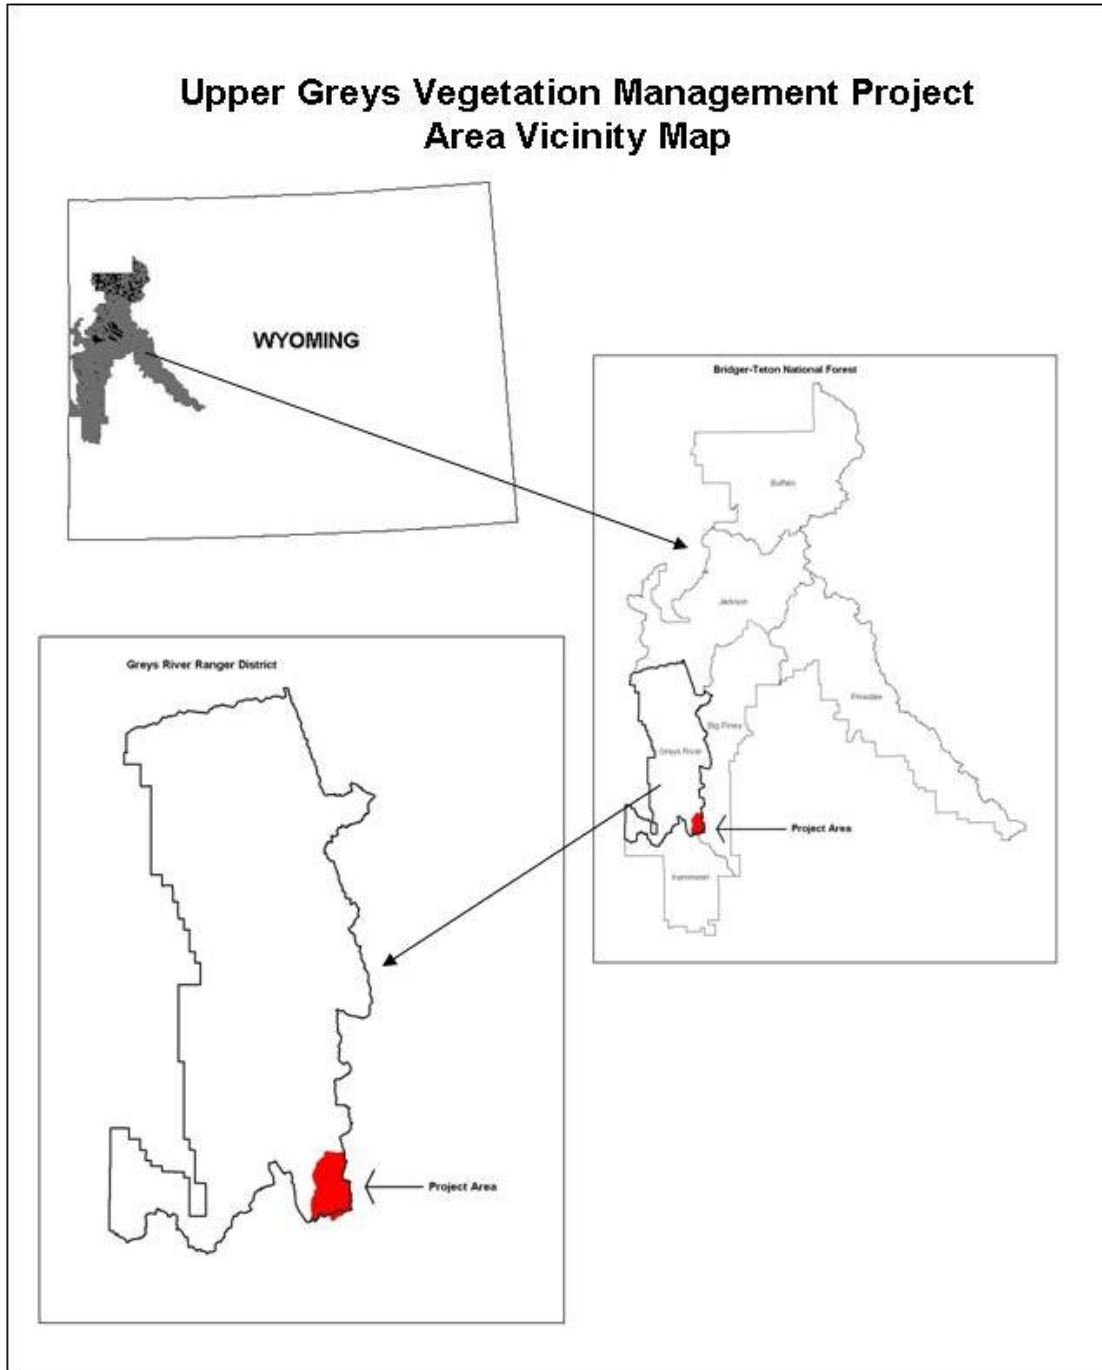 Upper Greys Vegetation Management Project
Area Vicinity Map
WYOMING
Bridger-Teton National Forest
Buffalo
Jackson
Pinedale
Big Piney
Greys River
Project Area
Kemmerer
Greys River Ranger District
Project Area